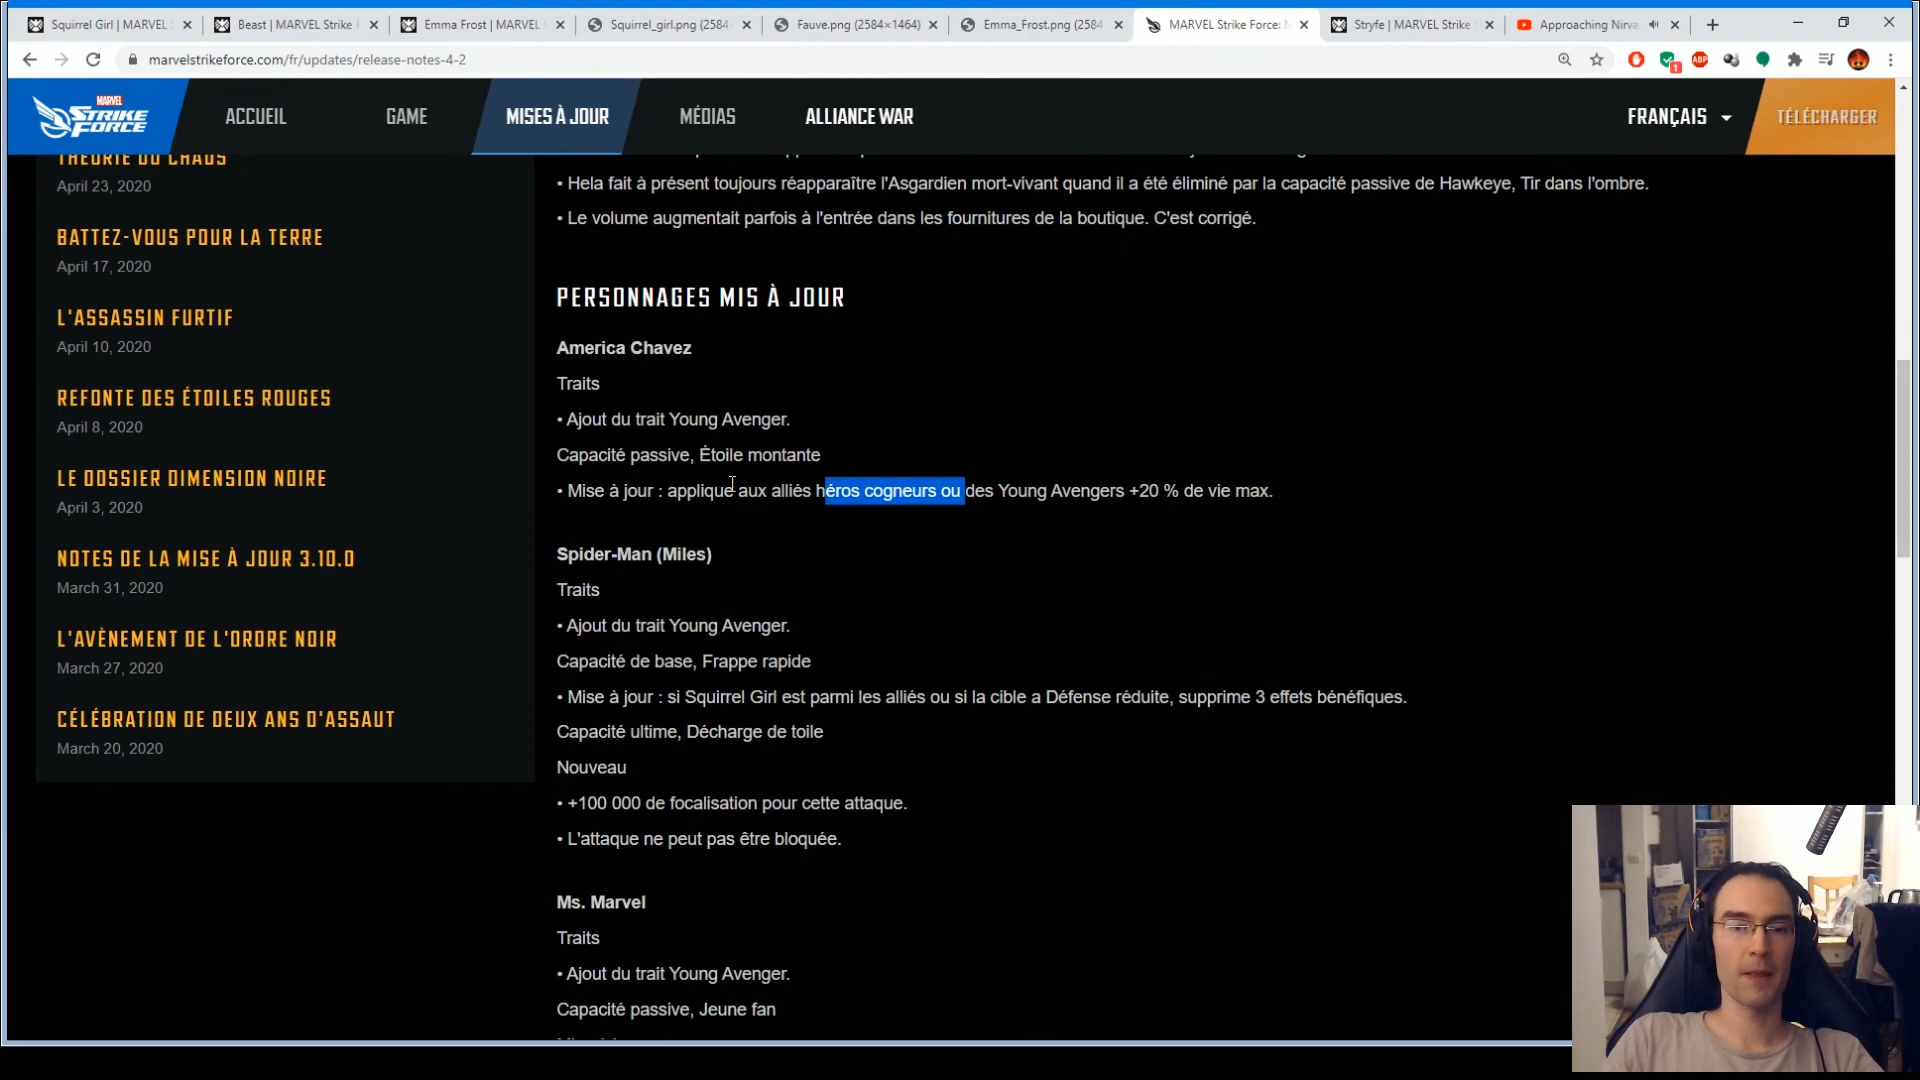 Squirrel Girl | MARVEL S
Beast | MARVEL Strike F
Emma Frost | MARVEL S
Squirrel_girl.png (2584
Fauve.png (2584×1464)
Emma_Frost.png (2584
MARVEL Strike Force: N
Stryfe | MARVEL Strike
Approaching Nirva
marvelstrikeforce.com/fr/updates/release-notes-4-2
1
ABP
MARVEL
STRIKE
FORCE
ACCUEIL
GAME
MISES À JOUR
MÉDIAS
ALLIANCE WAR
FRANÇAIS
TÉLÉCHARGER
THÉORIE DU CHAOS
April 23, 2020
BATTEZ-VOUS POUR LA TERRE
April 17, 2020
L'ASSASSIN FURTIF
April 10, 2020
REFONTE DES ÉTOILES ROUGES
April 8, 2020
LE DOSSIER DIMENSION NOIRE
April 3, 2020
NOTES DE LA MISE À JOUR 3.10.0
March 31, 2020
L'AVÈNEMENT DE L'ORDRE NOIR
March 27, 2020
CÉLÉBRATION DE DEUX ANS D'ASSAUT
March 20, 2020
• Hela fait à présent toujours réapparaître l'Asgardien mort-vivant quand il a été éliminé par la capacité passive de Hawkeye, Tir dans l'ombre.
• Le volume augmentait parfois à l'entrée dans les fournitures de la boutique. C'est corrigé.
PERSONNAGES MIS À JOUR
America Chavez
Traits
• Ajout du trait Young Avenger.
Capacité passive, Étoile montante
• Mise à jour : applique aux alliés héros cogneurs ou des Young Avengers +20 % de vie max.
Spider-Man (Miles)
Traits
• Ajout du trait Young Avenger.
Capacité de base, Frappe rapide
• Mise à jour : si Squirrel Girl est parmi les alliés ou si la cible a Défense réduite, supprime 3 effets bénéfiques.
Capacité ultime, Décharge de toile
Nouveau
• +100 000 de focalisation pour cette attaque.
• L'attaque ne peut pas être bloquée.
Ms. Marvel
Traits
• Ajout du trait Young Avenger.
Capacité passive, Jeune fan